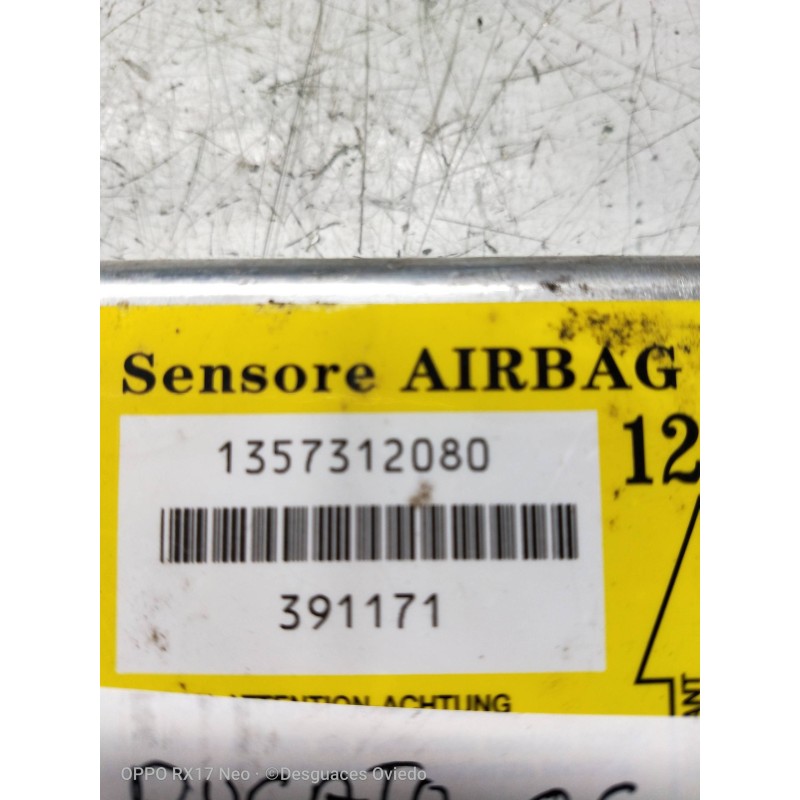 Sensore AIRBAG
1357312080
12
391171
ATTENTION ACHTUNG
OPPO RX17 Neo · ©Desguaces Oviedo